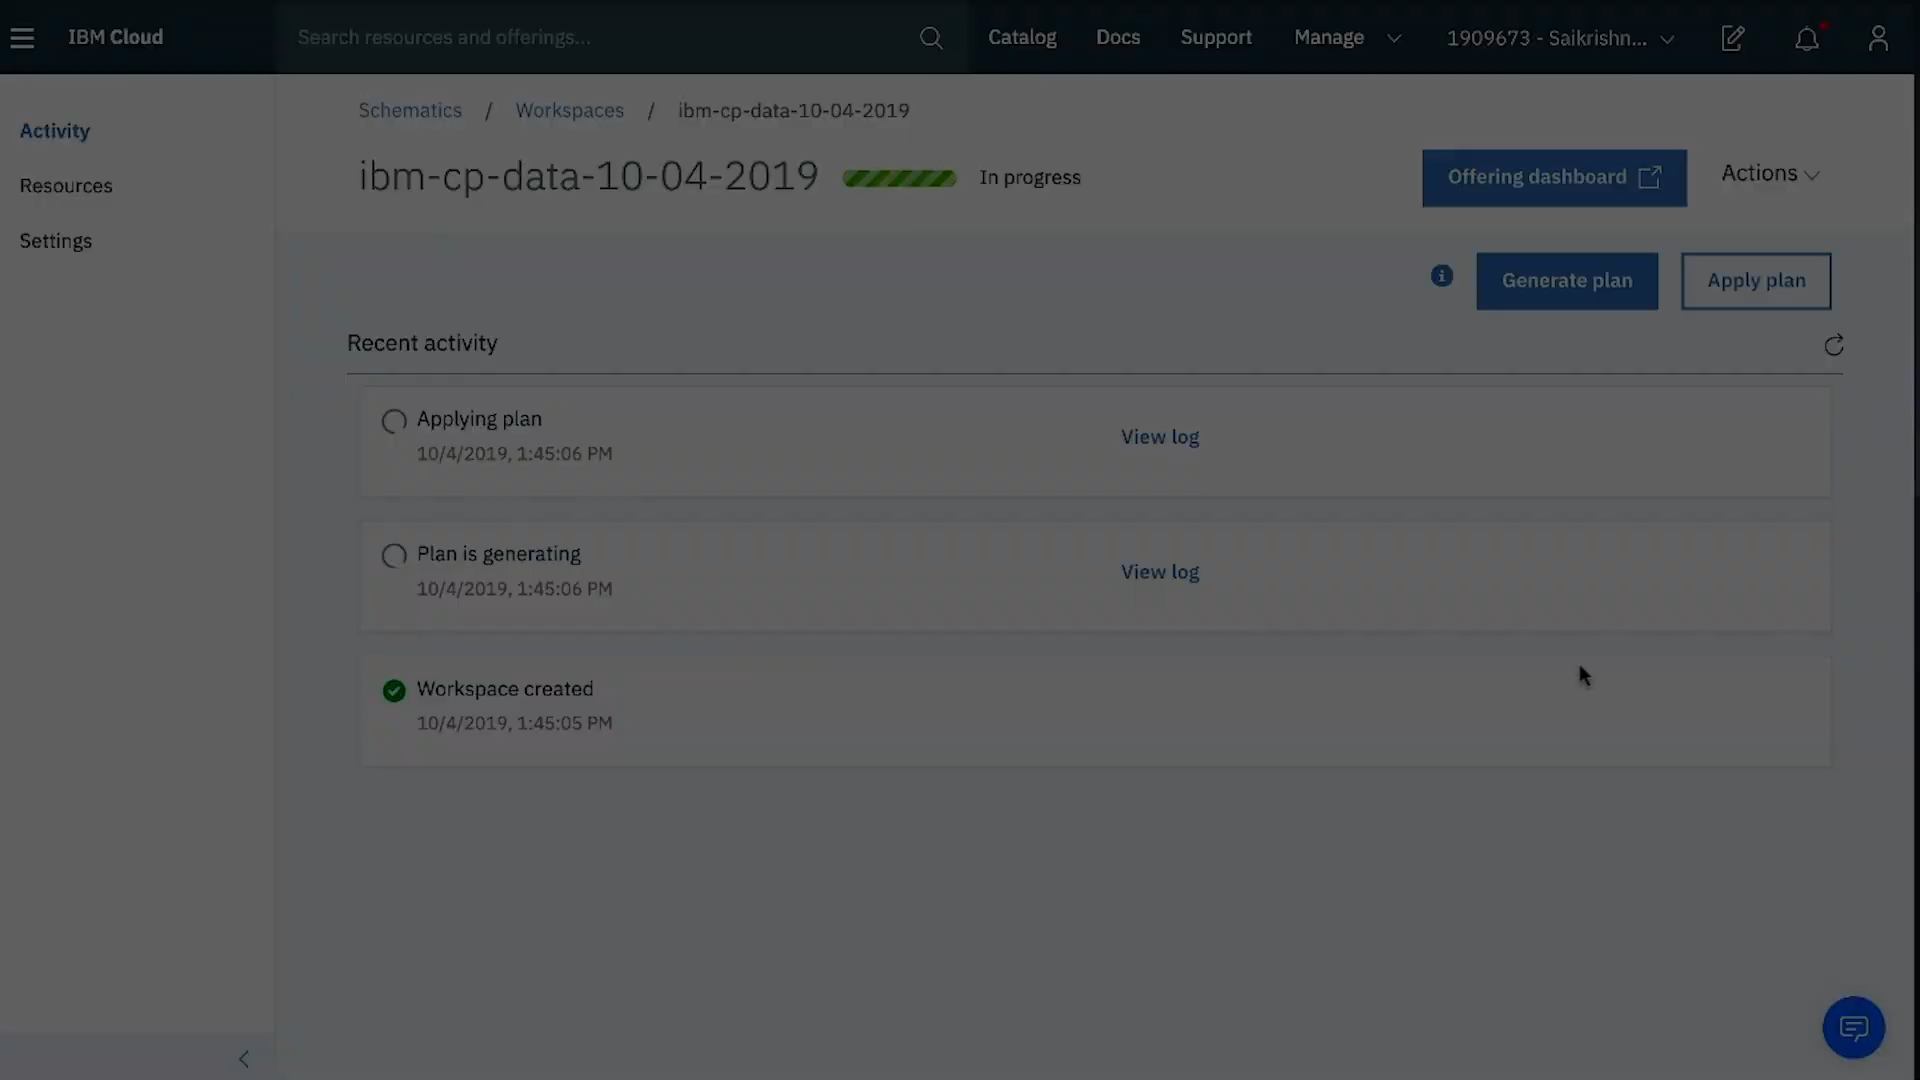 IBM Cloud
Search resources and offerings...
Catalog
Docs
Support
Manage
1909673 - Saikrishn...
Activity
Resources
Settings
Schematics / Workspaces / ibm-cp-data-10-04-2019
ibm-cp-data-10-04-2019
In progress
Offering dashboard
Actions
Generate plan
Apply plan
Recent activity
Applying plan
10/4/2019, 1:45:06 PM
View log
Plan is generating
10/4/2019, 1:45:06 PM
View log
Workspace created
10/4/2019, 1:45:05 PM